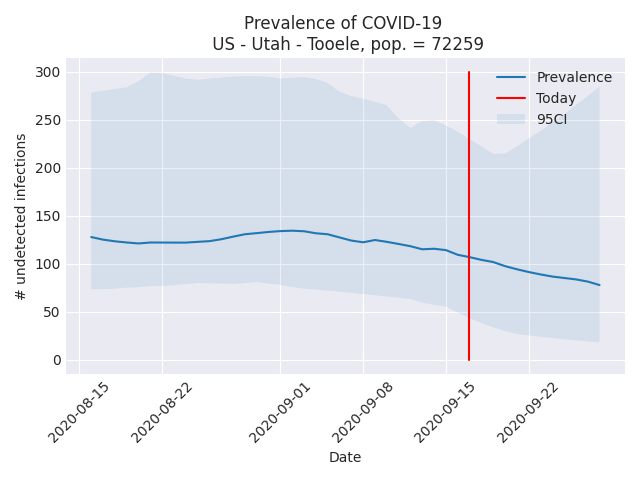 Prevalence of COVID-19
US - Utah - Tooele, pop. = 72259
300
250
200
150
100
50
0
# undetected infections
Prevalence
Today
95CI
2020-08-15
2020-08-22
2020-09-01
2020-09-08
2020-09-15
2020-09-22
Date